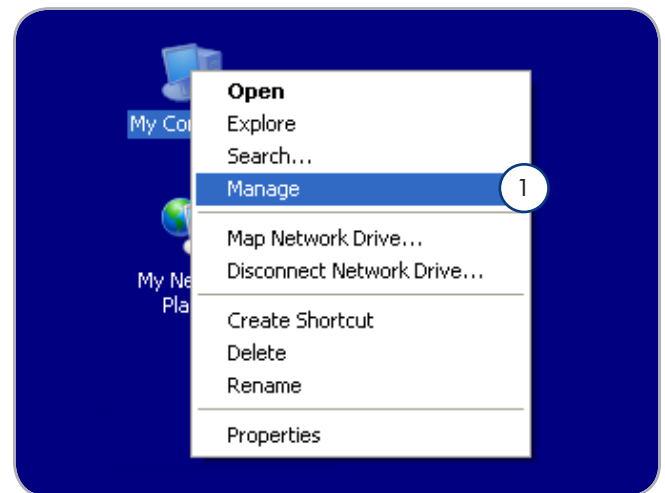 My Co
Open
Explore
Search...
Manage
1
Map Network Drive...
Disconnect Network Drive...
My Ne
Pla
Create Shortcut
Delete
Rename
Properties